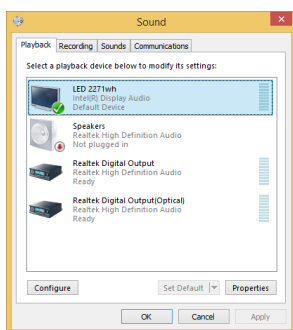 Sound
Playback Recording Sounds Communications
Select a playback device below to modify its settings:
LED 2271wh
Intel(R) Display Audio
Default Device
Speakers
Realtek High Definition Audio
Not plugged in
Realtek Digital Output
Realtek High Definition Audio
Ready
Realtek Digital Output(Optical)
Realtek High Definition Audio
Ready
Configure Set Default Properties
OK Cancel Apply